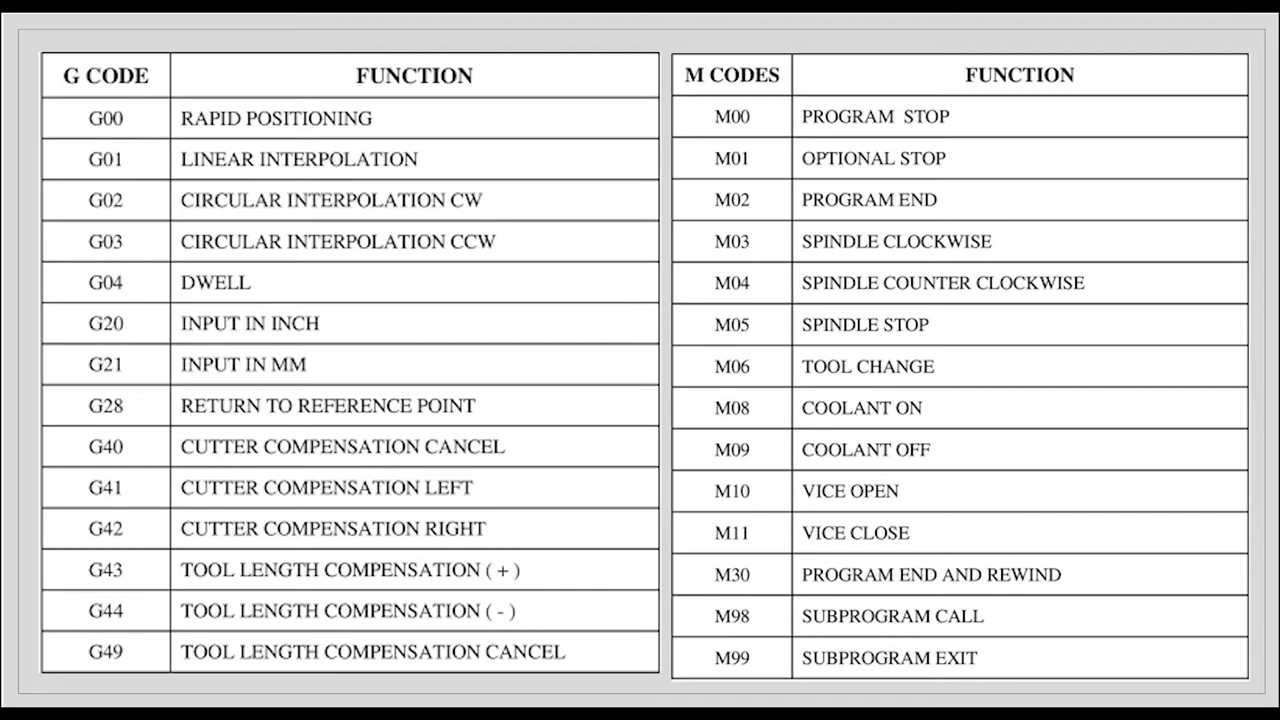 G CODE FUNCTION
G00 RAPID POSITIONING
G01 LINEAR INTERPOLATION
G02 CIRCULAR INTERPOLATION CW
G03 CIRCULAR INTERPOLATION CCW
G04 DWELL
G20 INPUT IN INCH
G21 INPUT IN MM
G28 RETURN TO REFERENCE POINT
G40 CUTTER COMPENSATION CANCEL
G41 CUTTER COMPENSATION LEFT
G42 CUTTER COMPENSATION RIGHT
G43 TOOL LENGTH COMPENSATION ( + )
G44 TOOL LENGTH COMPENSATION ( - )
G49 TOOL LENGTH COMPENSATION CANCEL
M CODES FUNCTION
M00 PROGRAM STOP
M01 OPTIONAL STOP
M02 PROGRAM END
M03 SPINDLE CLOCKWISE
M04 SPINDLE COUNTER CLOCKWISE
M05 SPINDLE STOP
M06 TOOL CHANGE
M08 COOLANT ON
M09 COOLANT OFF
M10 VICE OPEN
M11 VICE CLOSE
M30 PROGRAM END AND REWIND
M98 SUBPROGRAM CALL
M99 SUBPROGRAM EXIT